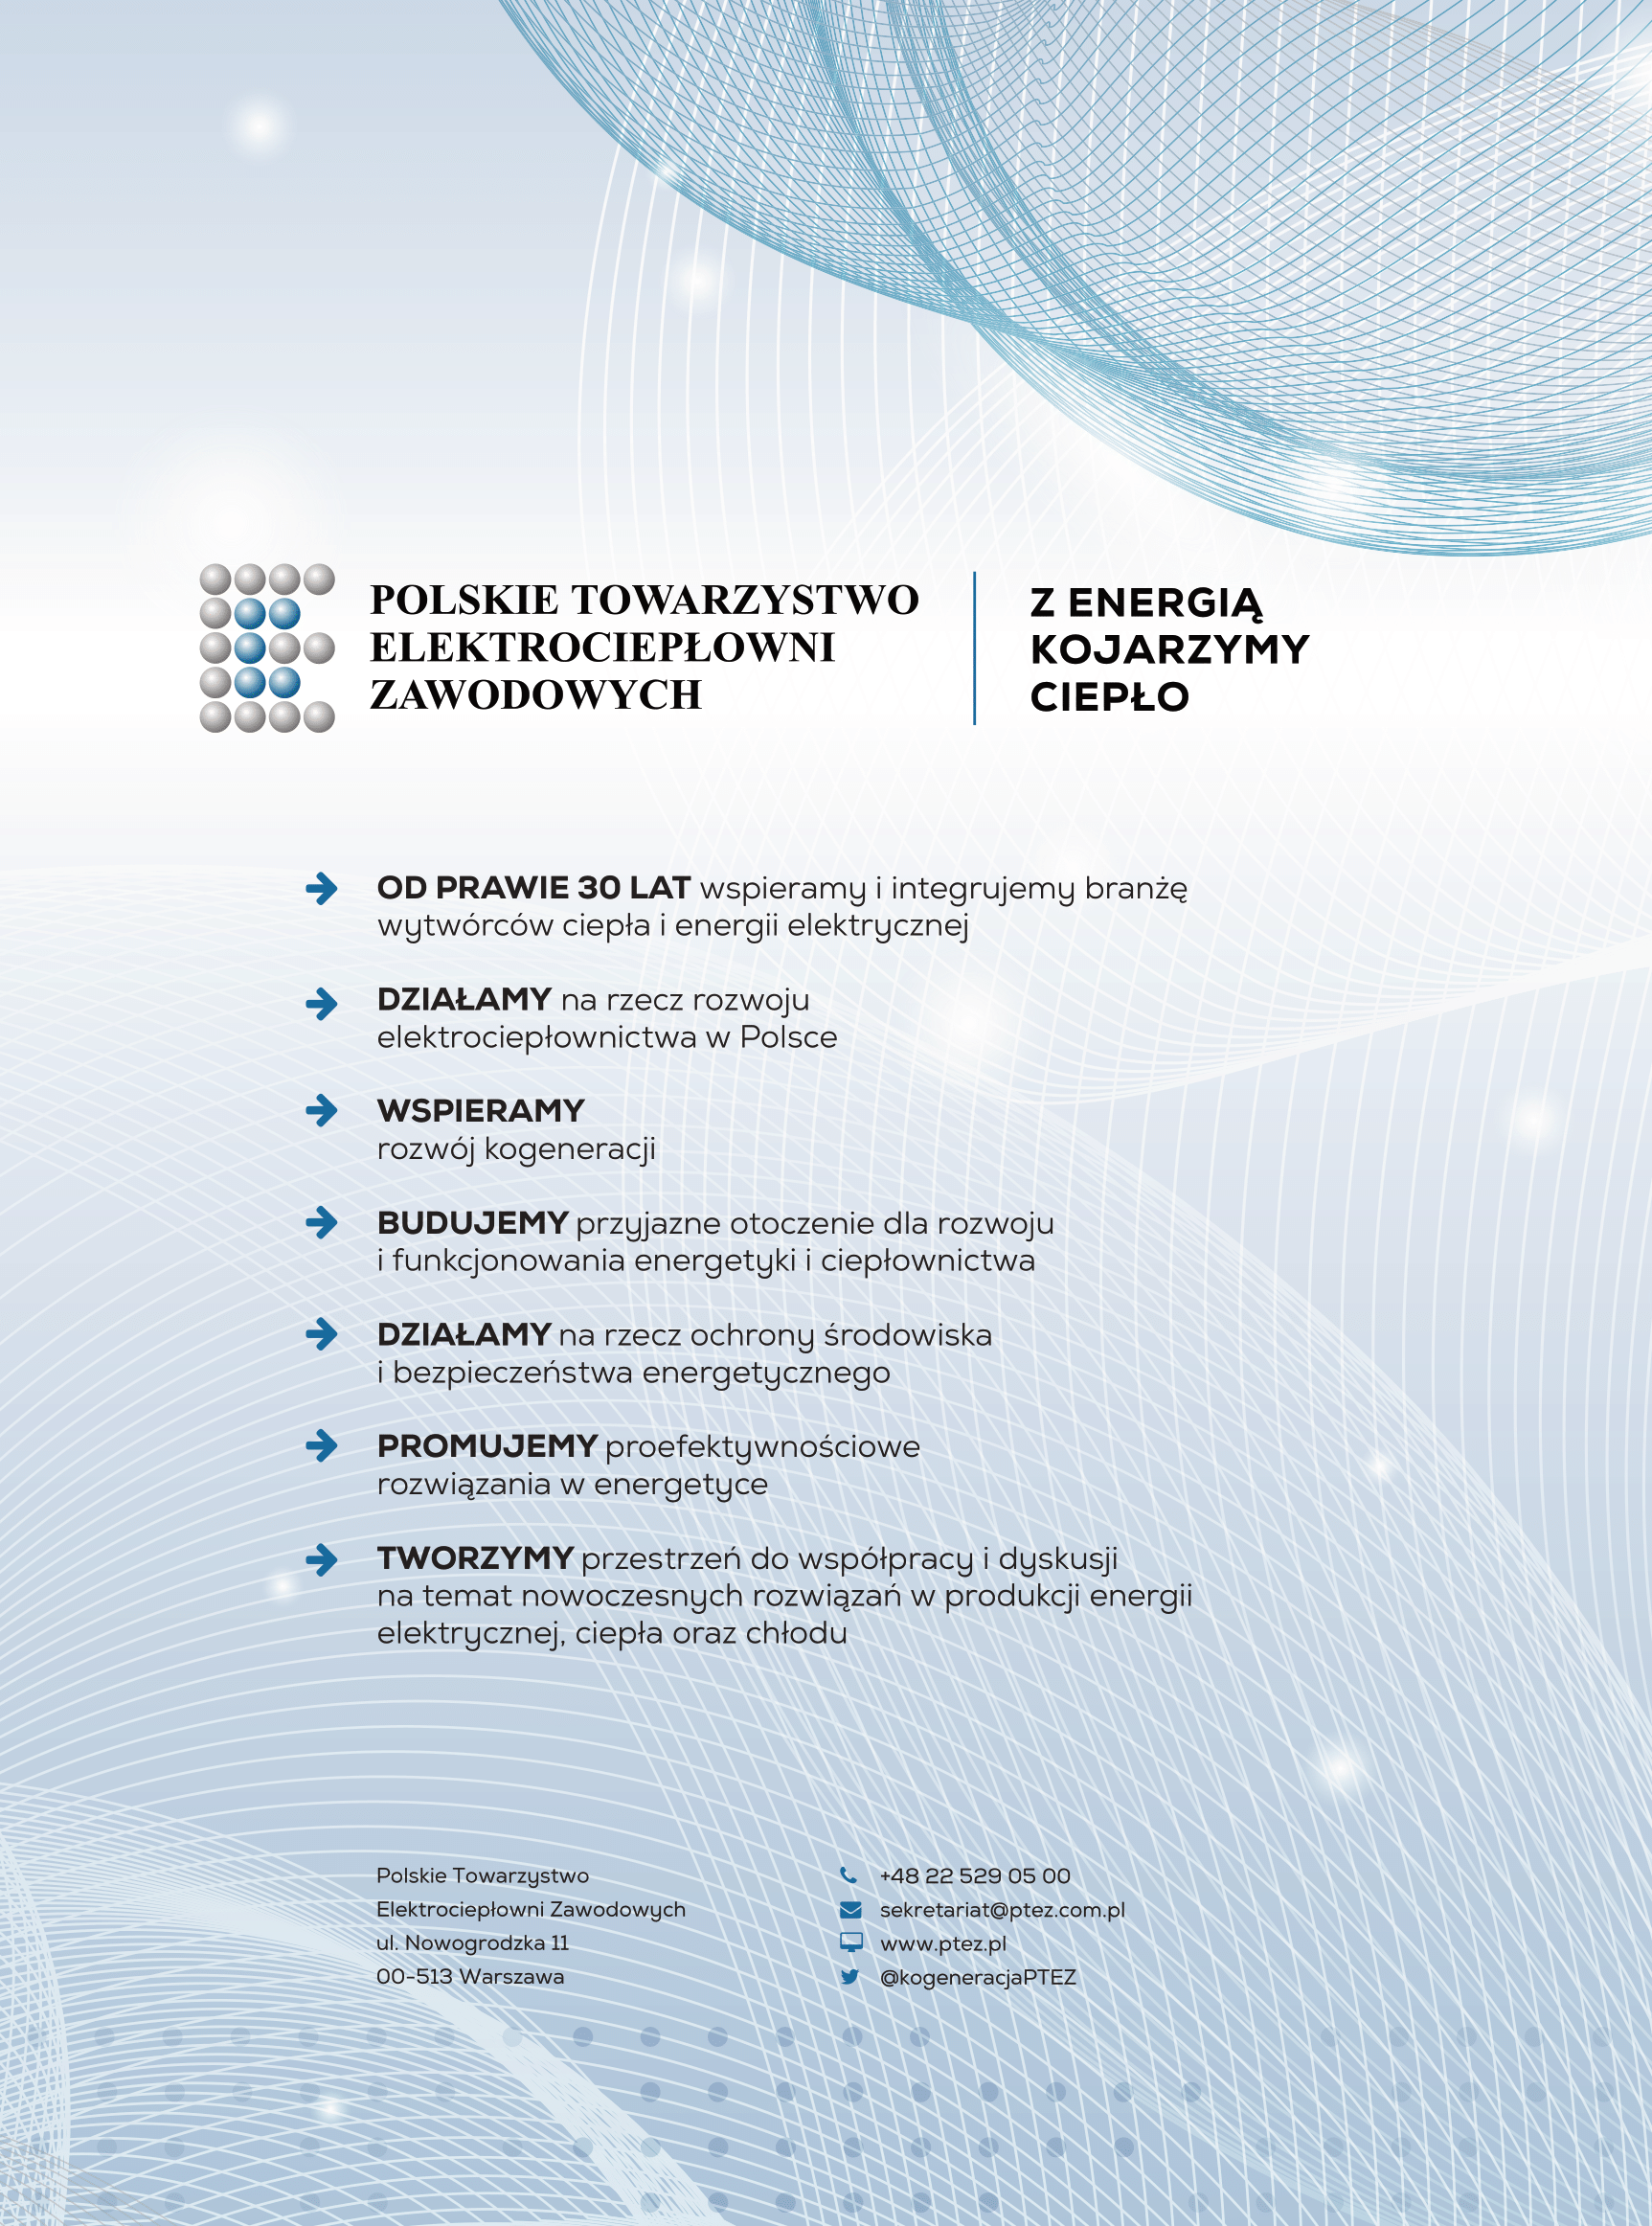 POLSKIE TOWARZYSTWO
ELEKTROCIEPŁOWNI
ZAWODOWYCH
Z ENERGIĄ
KOJARZYMY
CIEPŁO
OD PRAWIE 30 LAT wspieramy i integrujemy branżę
wytwórców ciepła i energii elektrycznej
DZIAŁAMY na rzecz rozwoju
elektrociepłownictwa w Polsce
WSPIERAMY
rozwój kogeneracji
BUDUJEMY przyjazne otoczenie dla rozwoju
i funkcjonowania energetyki i ciepłownictwa
DZIAŁAMY na rzecz ochrony środowiska
i bezpieczeństwa energetycznego
PROMUJEMY proefektywnościowe
rozwiązania w energetyce
TWORZYMY przestrzeń do współpracy i dyskusji
na temat nowoczesnych rozwiązań w produkcji energii
elektrycznej, ciepła oraz chłodu
Polskie Towarzystwo
Elektrociepłowni Zawodowych
ul. Nowogrodzka 11
00-513 Warszawa
+48 22 529 05 00
sekretariat@ptez.com.pl
www.ptez.pl
@kogeneracjaPTEZ